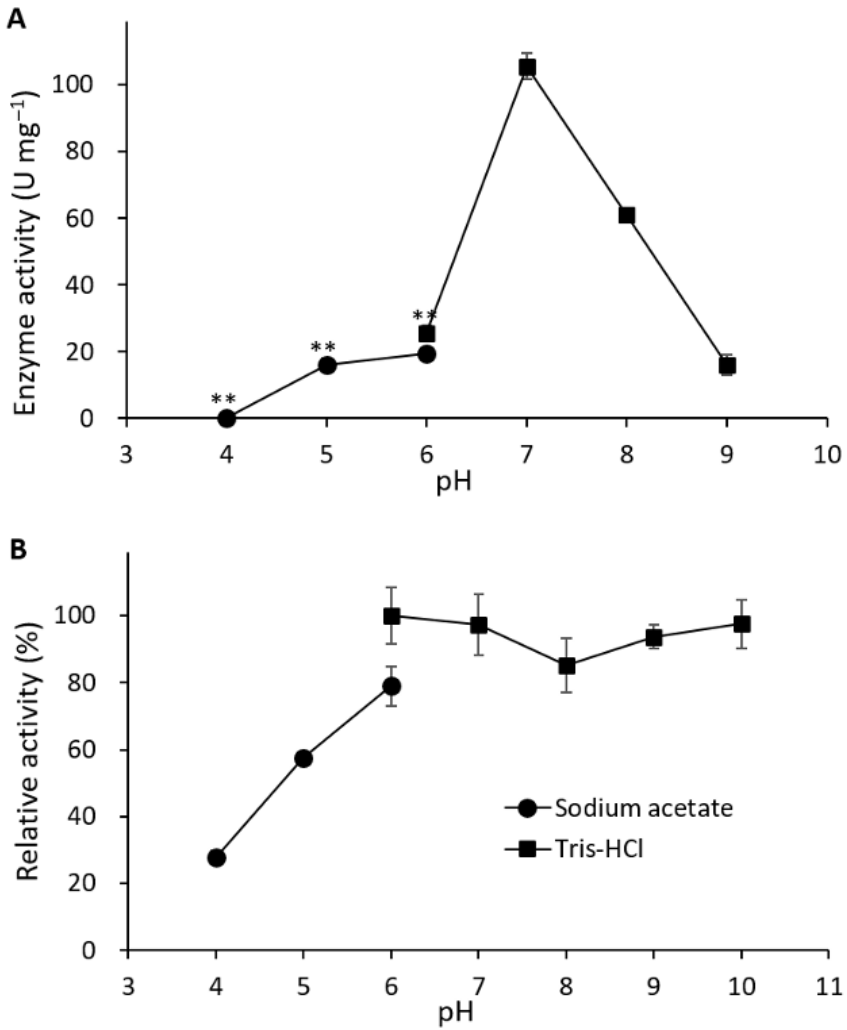 A
Enzyme activity (U mg⁻¹)
100
80
60
40
20
0
**
**
**
3 4 5 6 7 8 9 10
pH
B
Relative activity (%)
100
80
60
40
20
0
Sodium acetate
Tris-HCl
3 4 5 6 7 8 9 10 11
pH